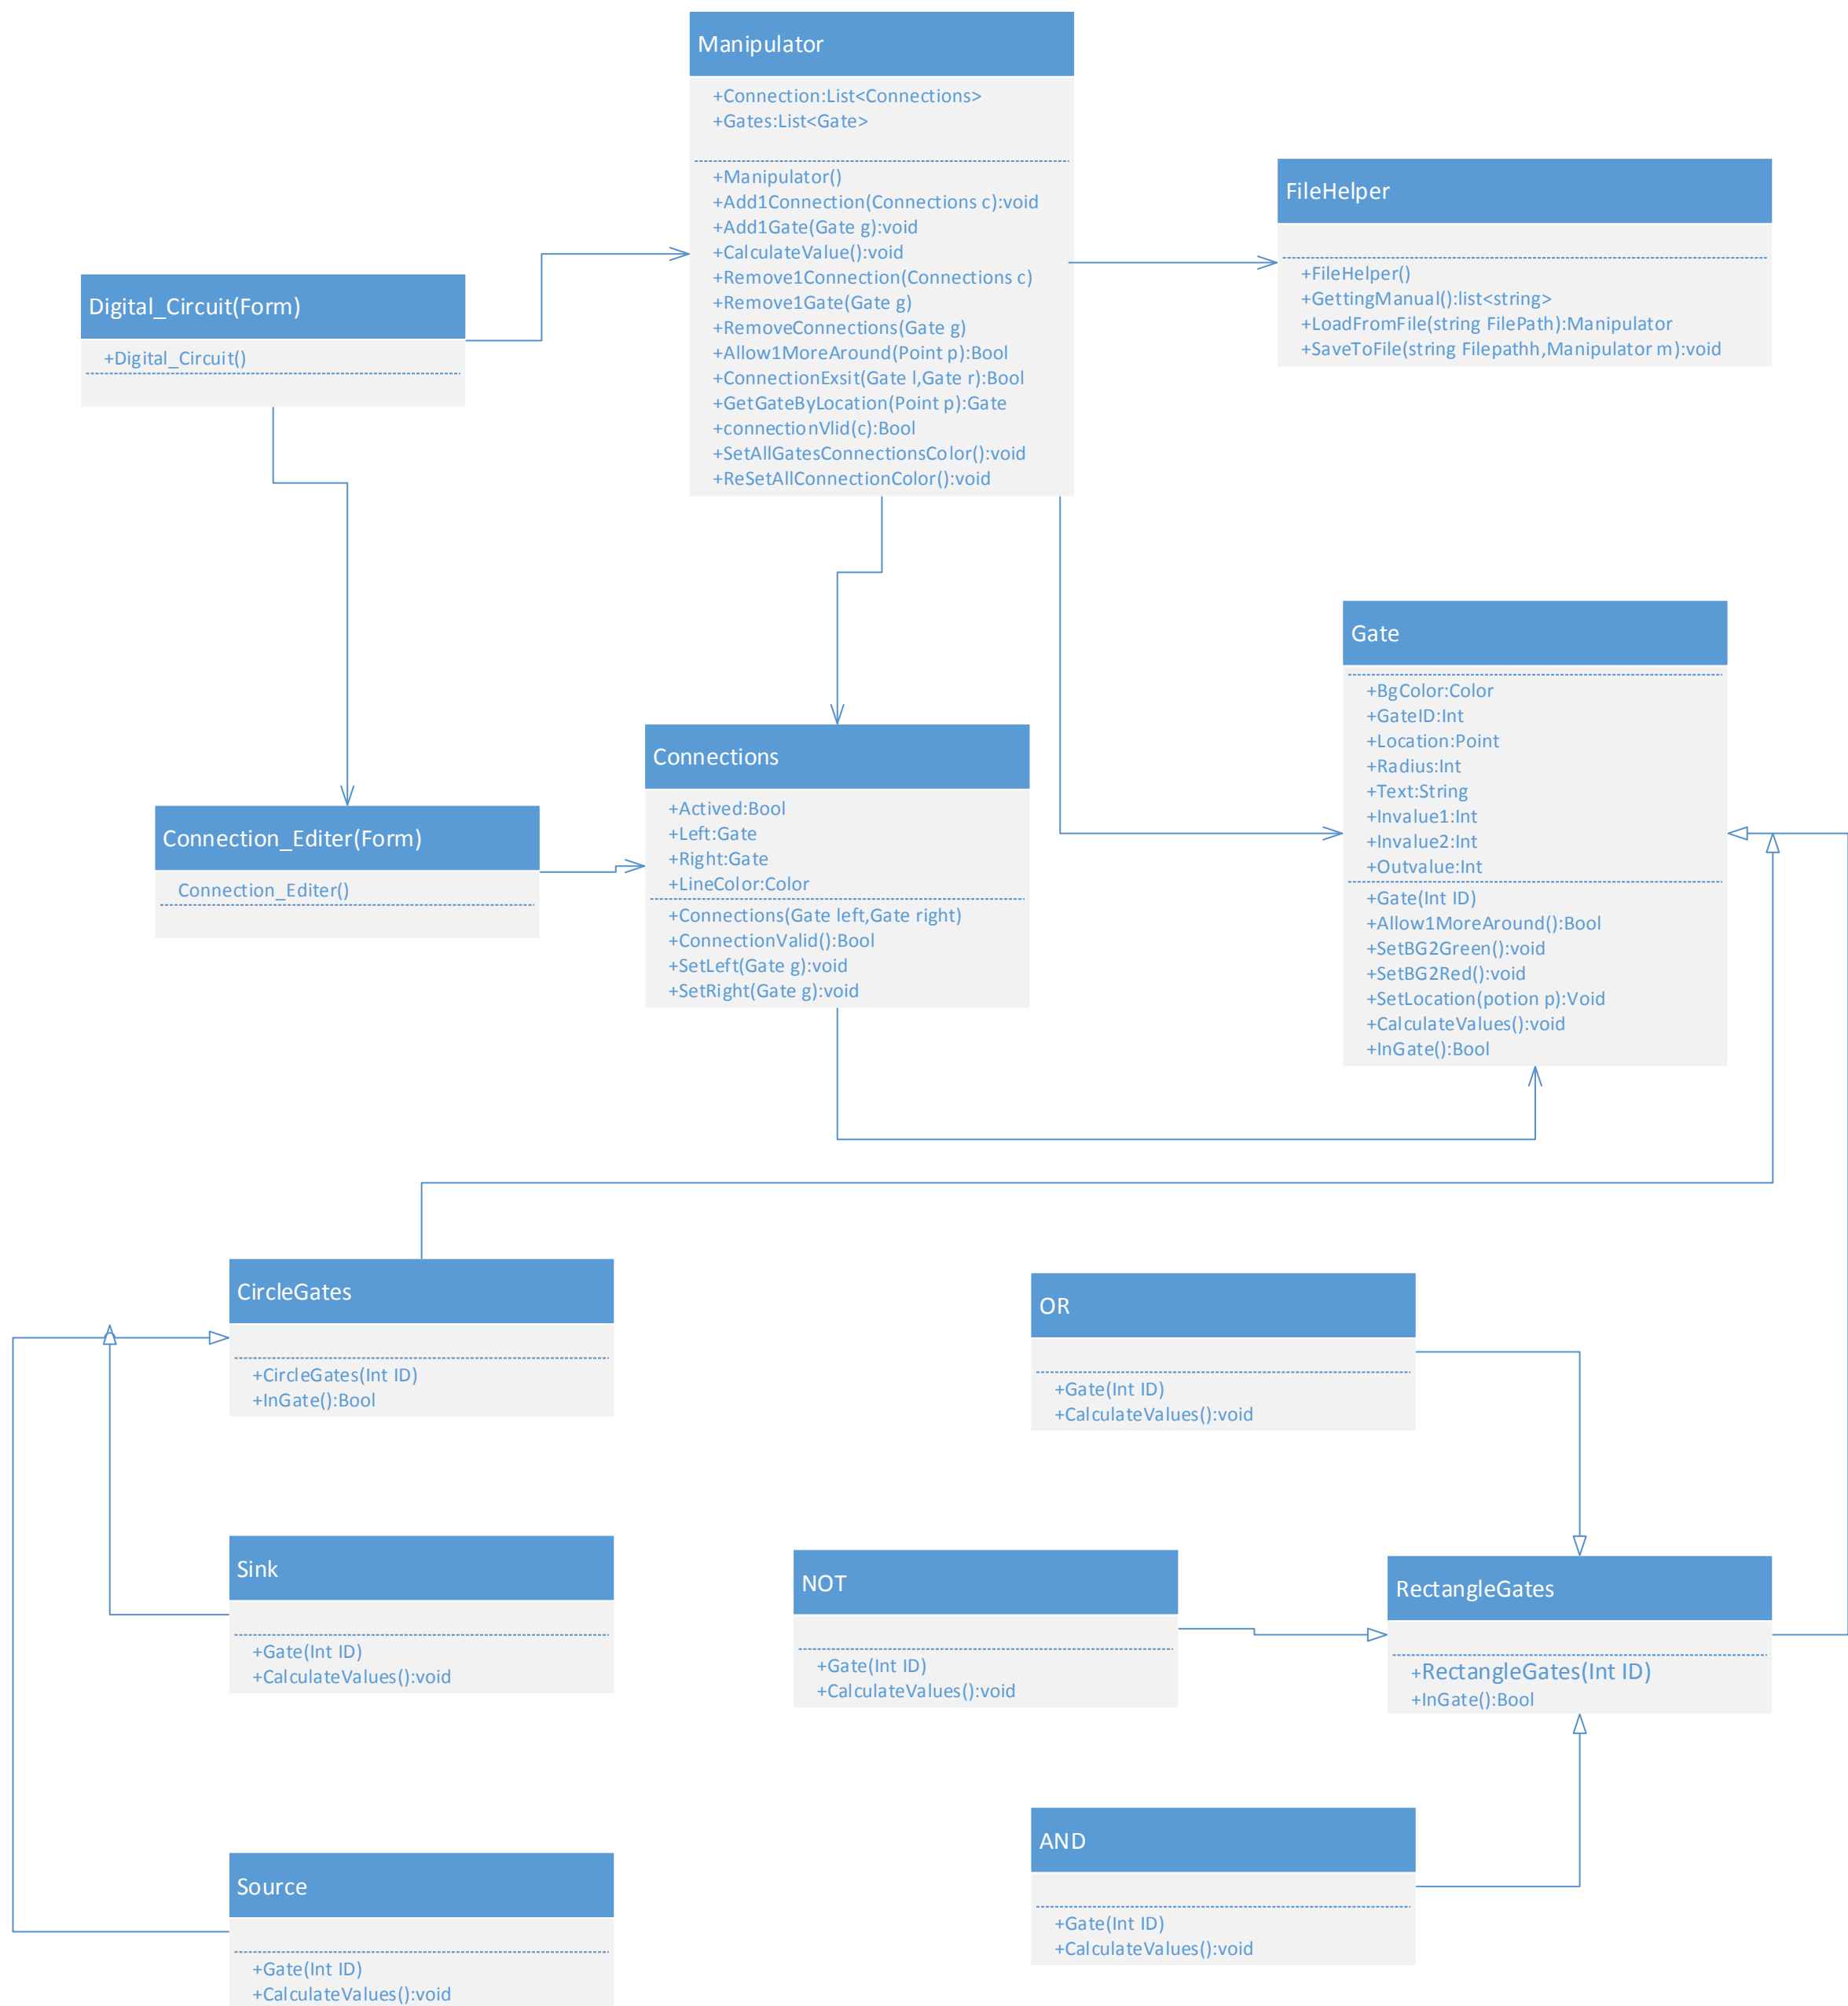 Manipulator
+Connection:List<Connections>
+Gates:List<Gate>
+Manipulator()
+Add1Connection(Connections c):void
+Add1Gate(Gate g):void
+CalculateValue():void
+Remove1Connection(Connections c)
+Remove1Gate(Gate g)
+RemoveConnections(Gate g)
+Allow1MoreAround(Point p):Bool
+ConnectionExsit(Gate l,Gate r):Bool
+GetGateByLocation(Point p):Gate
+connectionVlid(c):Bool
+SetAllGatesConnectionsColor():void
+ReSetAllConnectionColor():void
FileHelper
+FileHelper()
+GettingManual():list<string>
+LoadFromFile(string FilePath):Manipulator
+SaveToFile(string Filepathh,Manipulator m):void
Digital_Circuit(Form)
+Digital_Circuit()
Gate
+BgColor:Color
+GateID:Int
+Location:Point
+Radius:Int
+Text:String
+Invalue1:Int
+Invalue2:Int
+Outvalue:Int
+Gate(Int ID)
+Allow1MoreAround():Bool
+SetBG2Green():void
+SetBG2Red():void
+SetLocation(potion p):Void
+CalculateValues():void
+InGate():Bool
Connections
+Actived:Bool
+Left:Gate
+Right:Gate
+LineColor:Color
+Connections(Gate left,Gate right)
+ConnectionValid():Bool
+SetLeft(Gate g):void
+SetRight(Gate g):void
Connection_Editer(Form)
Connection_Editer()
CircleGates
+CircleGates(Int ID)
+InGate():Bool
OR
+Gate(Int ID)
+CalculateValues():void
Sink
+Gate(Int ID)
+CalculateValues():void
NOT
+Gate(Int ID)
+CalculateValues():void
RectangleGates
+RectangleGates(Int ID)
+InGate():Bool
AND
+Gate(Int ID)
+CalculateValues():void
Source
+Gate(Int ID)
+CalculateValues():void